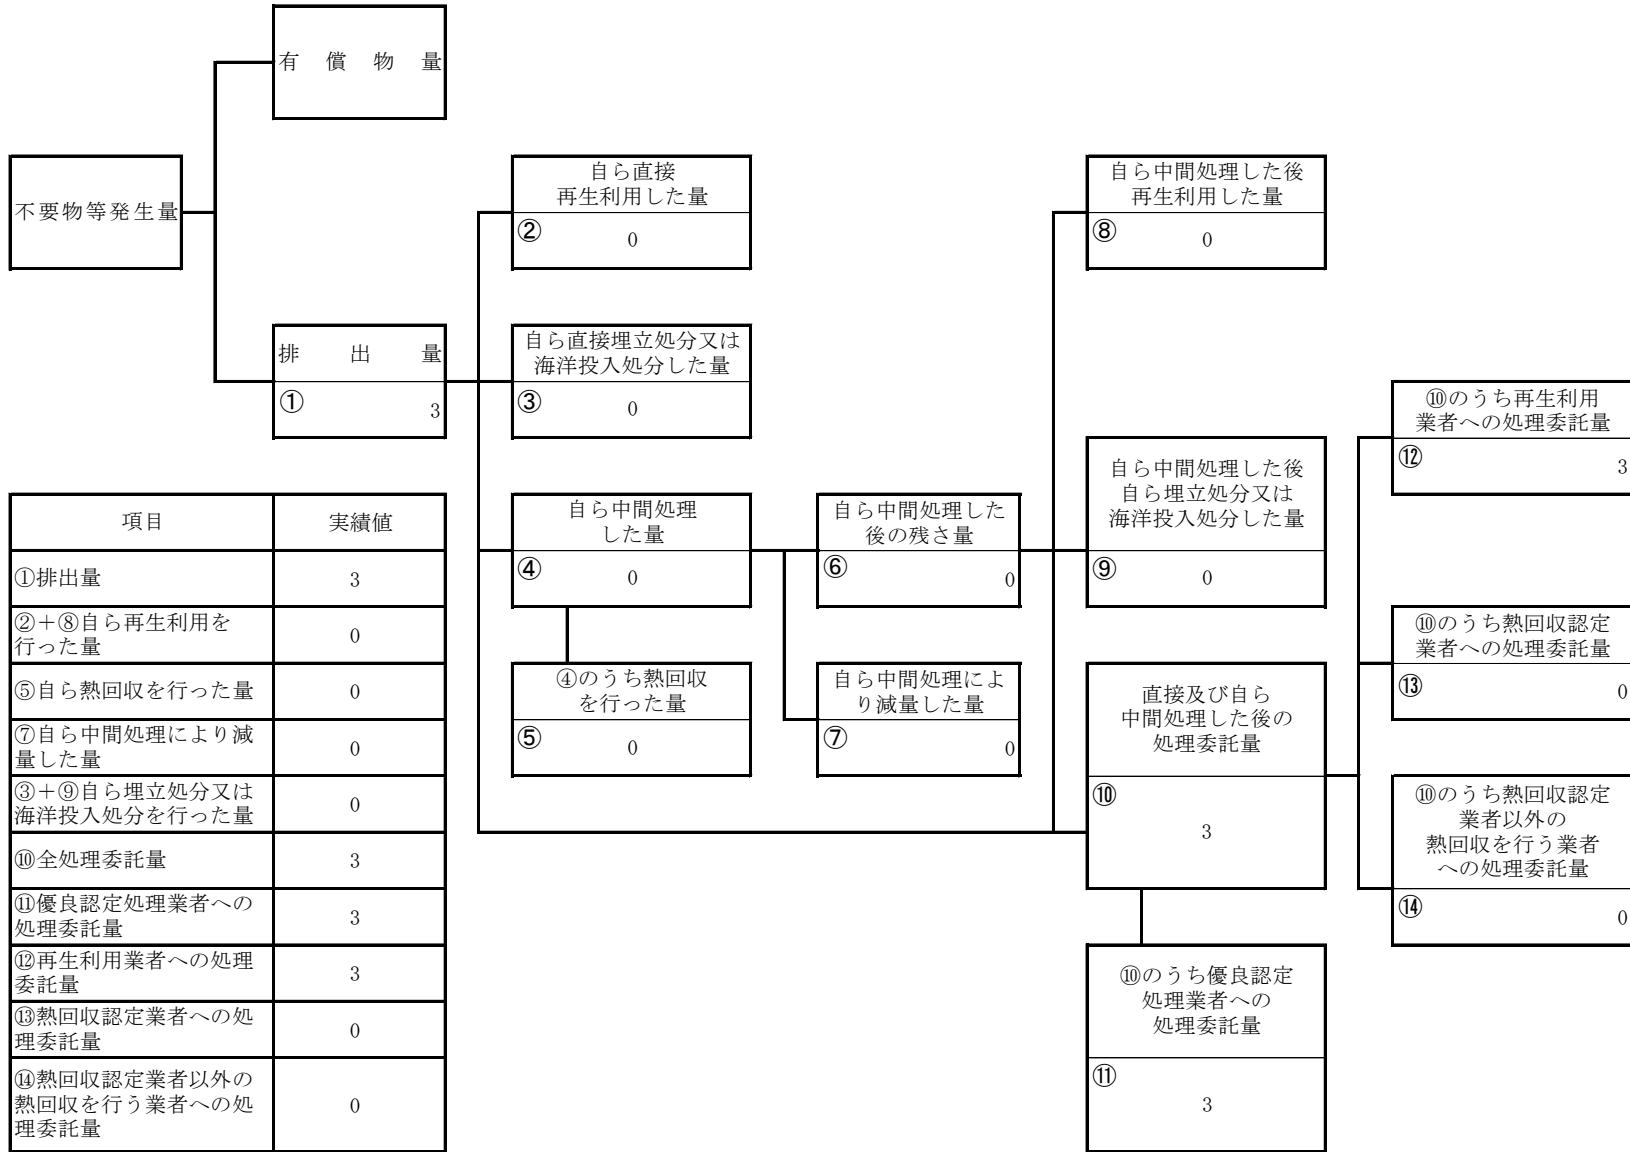 有 償 物 量
不要物等発生量
排 出 量
① 3
自ら直接
再生利用した量
② 0
自ら直接埋立処分又は
海洋投入処分した量
③ 0
自ら中間処理
した量
④ 0
④のうち熱回収
を行った量
⑤ 0
自ら中間処理した
後の残さ量
⑥ 0
自ら中間処理によ
り減量した量
⑦ 0
自ら中間処理した後
再生利用した量
⑧ 0
自ら中間処理した後
自ら埋立処分又は
海洋投入処分した量
⑨ 0
直接及び自ら
中間処理した後の
処理委託量
⑩
3
⑩のうち優良認定
処理業者への
処理委託量
⑪
3
⑩のうち再生利用
業者への処理委託量
⑫ 3
⑩のうち熱回収認定
業者への処理委託量
⑬ 0
⑩のうち熱回収認定
業者以外の
熱回収を行う業者
への処理委託量
⑭ 0
項目 実績値
①排出量 3
②＋⑧自ら再生利用を
行った量 0
⑤自ら熱回収を行った量 0
⑦自ら中間処理により減
量した量 0
③＋⑨自ら埋立処分又は
海洋投入処分を行った量 0
⑩全処理委託量 3
⑪優良認定処理業者への
処理委託量 3
⑫再生利用業者への処理
委託量 3
⑬熱回収認定業者への処
理委託量 0
⑭熱回収認定業者以外の
熱回収を行う業者への処
理委託量 0